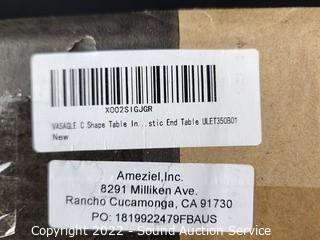 X002SIGJGR
VASAGLE C Shape Table In...stic End Table ULET350B01
New
Ameziel,Inc.
8291 Milliken Ave.
Rancho Cucamonga, CA 91730
PO: 1819922479FBAUS
Copyright 2022 - Sound Auction Service